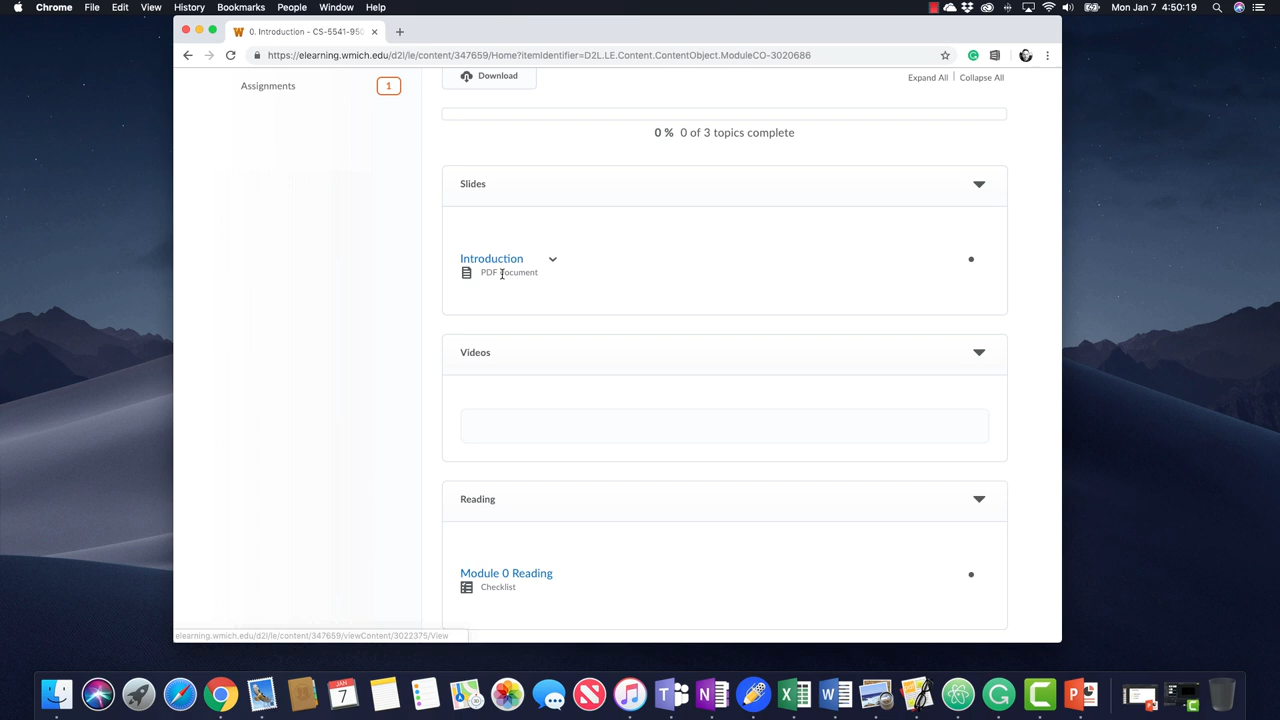 Chrome File Edit View History Bookmarks People Window Help Mon Jan 7 4:50:19
0. Introduction - CS-5541-950
https://elearning.wmich.edu/d2l/le/content/347659/Home?itemIdentifier=D2L.LE.Content.ContentObject.ModuleCO-3020686
Assignments 1
Download
Expand All | Collapse All
0 % 0 of 3 topics complete
Slides
Introduction
PDF document
Videos
Reading
Module 0 Reading
Checklist
elearning.wmich.edu/d2l/le/content/347659/viewContent/3022375/View